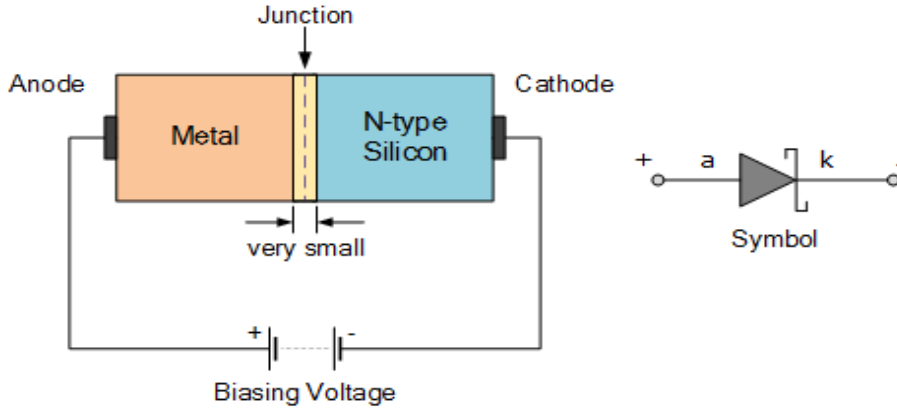 Junction
Anode
Cathode
Metal
N-type
Silicon
very small
+ -
Biasing Voltage
+ a k
Symbol